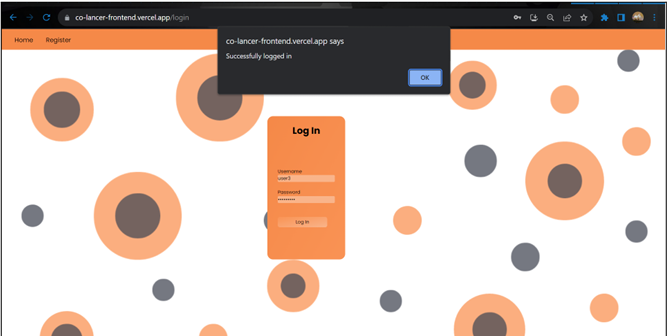 co-lancer-frontend.vercel.app/login
Home Register
co-lancer-frontend.vercel.app says
Successfully logged in
OK
Log In
Username
user3
Password
•••••••••
Log In